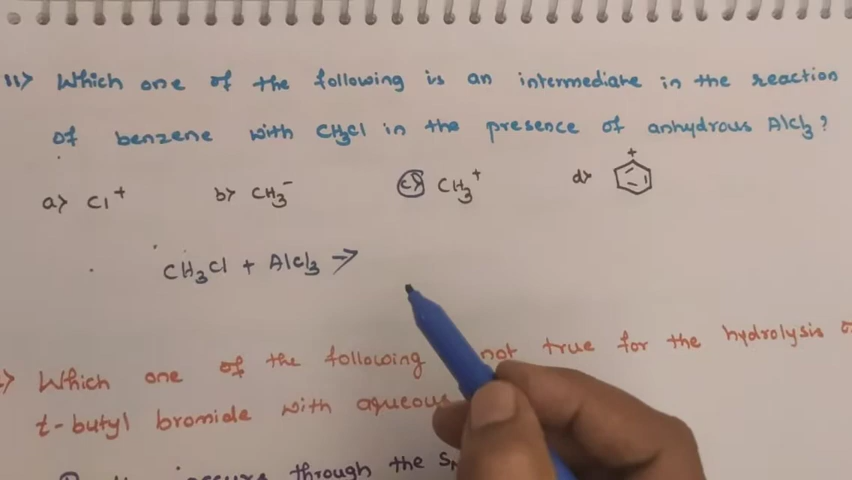 11> Which one of the following is an intermediate in the reaction
of benzene with CH3Cl in the presence of anhydrous AlCl3?
a> Cl+ b> CH3- c> CH3+ d> +
CH3Cl + AlCl3 →
> Which one of the following not true for the hydrolysis
t-butyl bromide with aqueous
through the SN